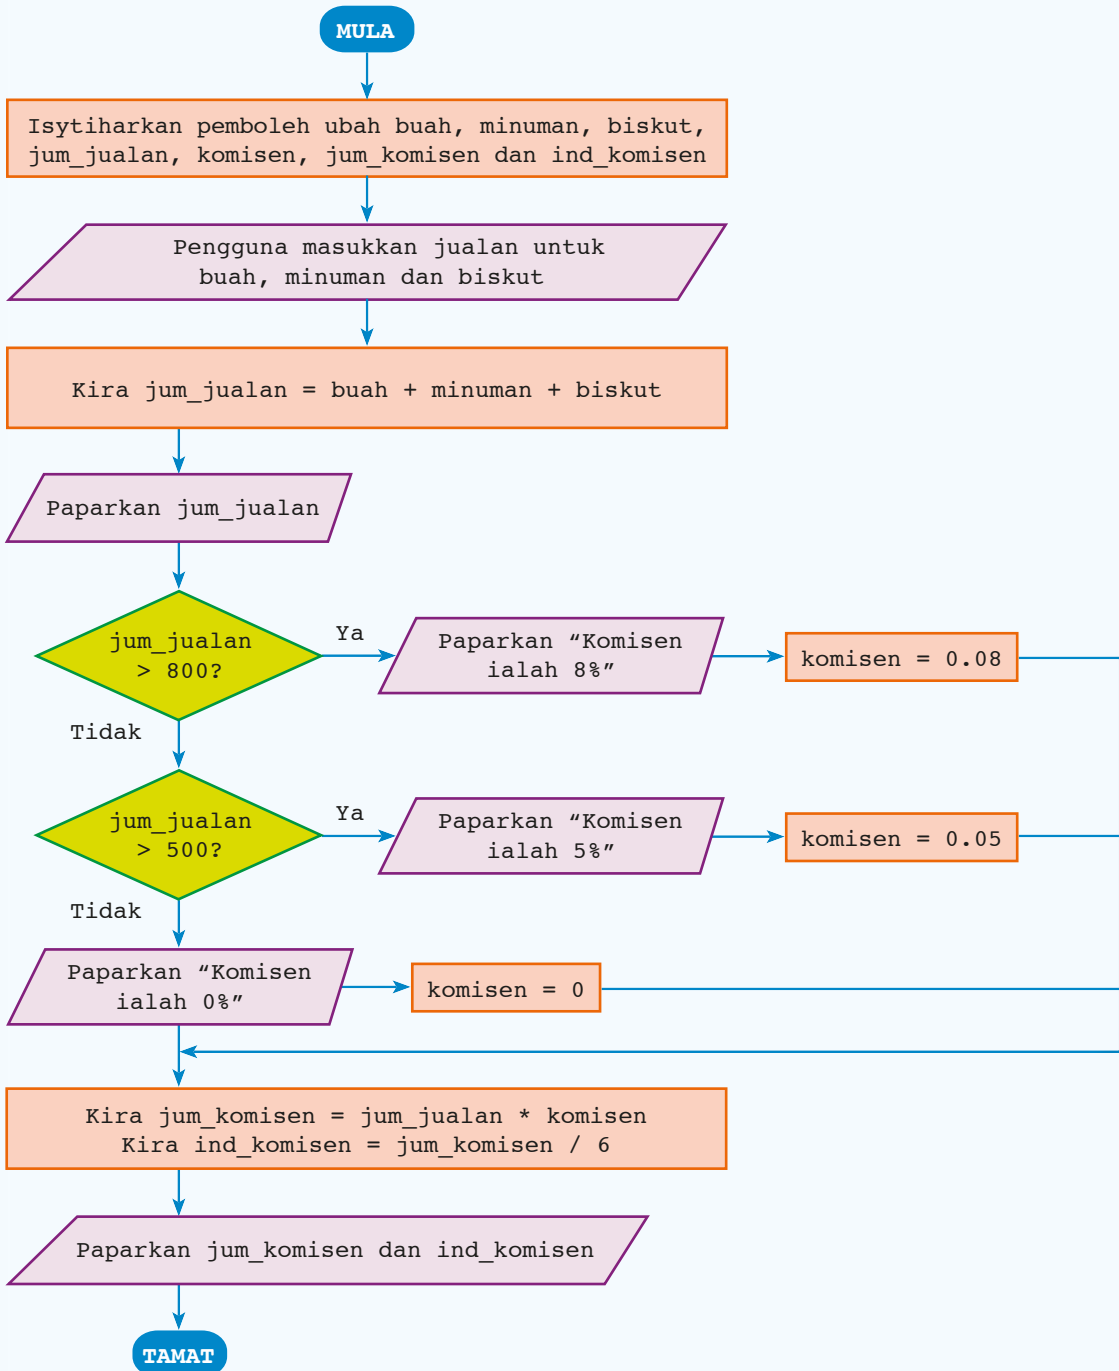 MULA
Isytiharkan pemboleh ubah buah, minuman, biskut,
jum_jualan, komisen, jum_komisen dan ind_komisen
Pengguna masukkan jualan untuk
buah, minuman dan biskut
Kira jum_jualan = buah + minuman + biskut
Paparkan jum_jualan
jum_jualan
> 800?
Ya
Paparkan “Komisen
ialah 8%”
komisen = 0.08
Tidak
jum_jualan
> 500?
Ya
Paparkan “Komisen
ialah 5%”
komisen = 0.05
Tidak
Paparkan “Komisen
ialah 0%”
komisen = 0
Kira jum_komisen = jum_jualan * komisen
Kira ind_komisen = jum_komisen / 6
Paparkan jum_komisen dan ind_komisen
TAMAT